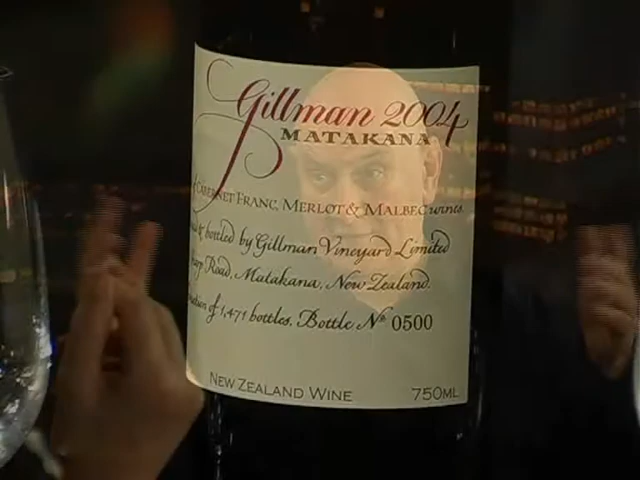 Gillman 2004
MATAKANA
CABERNET FRANC, MERLOT & MALBEC wines.
& bottled by Gillman Vineyard Limited
Road, Matakana, New Zealand.
of 1,471 bottles. Bottle Nº 0500
NEW ZEALAND WINE 750ML